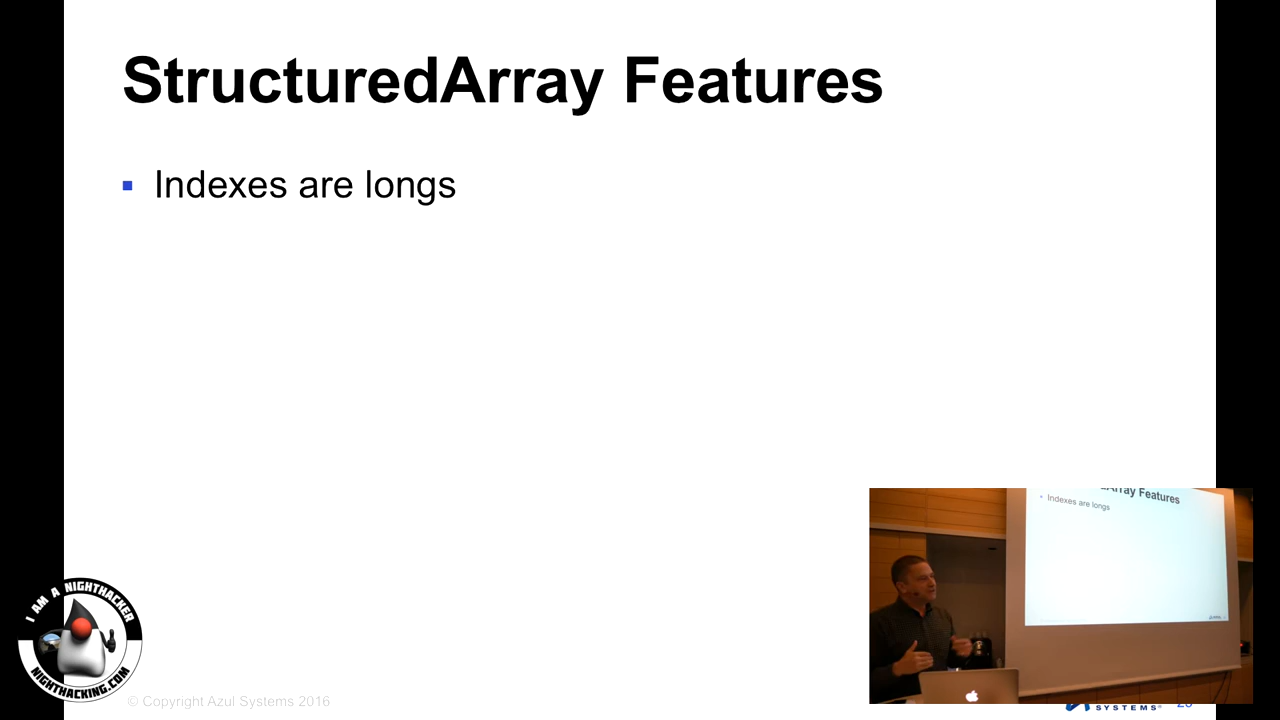 StructuredArray Features
▪ Indexes are longs
Array Features
Indexes are longs
I AM A NIGHTHACKER
NIGHTHACKING.COM
© Copyright Azul Systems 2016
SYSTEMS